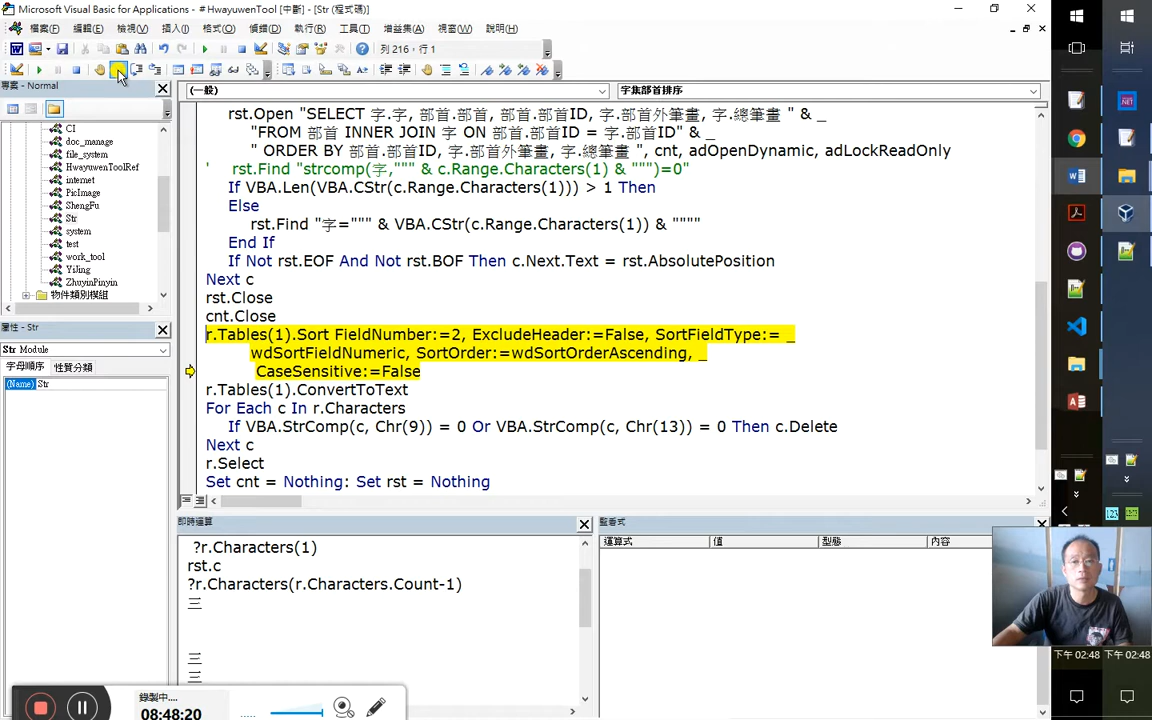 Microsoft Visual Basic for Applications - # HwayuwenTool [中斷] - [Str (程式碼)]
檔案(F) 編輯(E) 檢視(V) 插入(I) 格式(O) 偵錯(D) 執行(R) 工具(T) 增益集(A) 視窗(W) 說明(H)
列 216，行 1
專案 - Normal
(一般) 字集部首排序
CI
doc_manage
file_system
HwayuwenToolRef
internet
PicImage
ShengFu
Str
system
test
work_tool
YiJing
ZhuyinPinyin
物件類別模組
rst.Open "SELECT 字.字, 部首.部首, 部首.部首ID, 字.部首外筆畫, 字.總筆畫 " & _
"FROM 部首 INNER JOIN 字 ON 部首.部首ID = 字.部首ID" & _
" ORDER BY 部首.部首ID, 字.部首外筆畫, 字.總筆畫 ", cnt, adOpenDynamic, adLockReadOnly
' rst.Find "strcomp(字,""" & c.Range.Characters(1) & """)=0"
If VBA.Len(VBA.CStr(c.Range.Characters(1))) > 1 Then
Else
rst.Find "字=""" & VBA.CStr(c.Range.Characters(1)) & """"
End If
If Not rst.EOF And Not rst.BOF Then c.Next.Text = rst.AbsolutePosition
Next c
rst.Close
cnt.Close
r.Tables(1).Sort FieldNumber:=2, ExcludeHeader:=False, SortFieldType:= _
wdSortFieldNumeric, SortOrder:=wdSortOrderAscending, _
CaseSensitive:=False
r.Tables(1).ConvertToText
For Each c In r.Characters
If VBA.StrComp(c, Chr(9)) = 0 Or VBA.StrComp(c, Chr(13)) = 0 Then c.Delete
Next c
r.Select
Set cnt = Nothing: Set rst = Nothing
屬性 - Str
Str Module
字母順序 性質分類
(Name) Str
即時運算
?r.Characters(1)
rst.c
?r.Characters(r.Characters.Count-1)
三
三
三
監看式
運算式 值 型態 內容
錄製中....
08:48:20
下午 02:48 下午 02:48